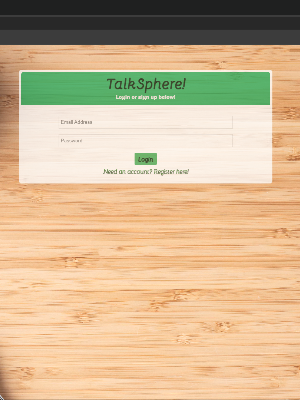 TalkSphere!
Login or sign up below!
Email Address
Password
Login
Need an account? Register here!